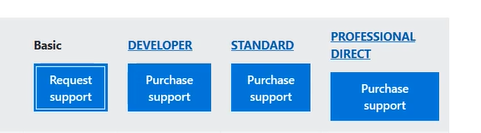 Basic
DEVELOPER
STANDARD
PROFESSIONAL
DIRECT
Request
support
Purchase
support
Purchase
support
Purchase
support